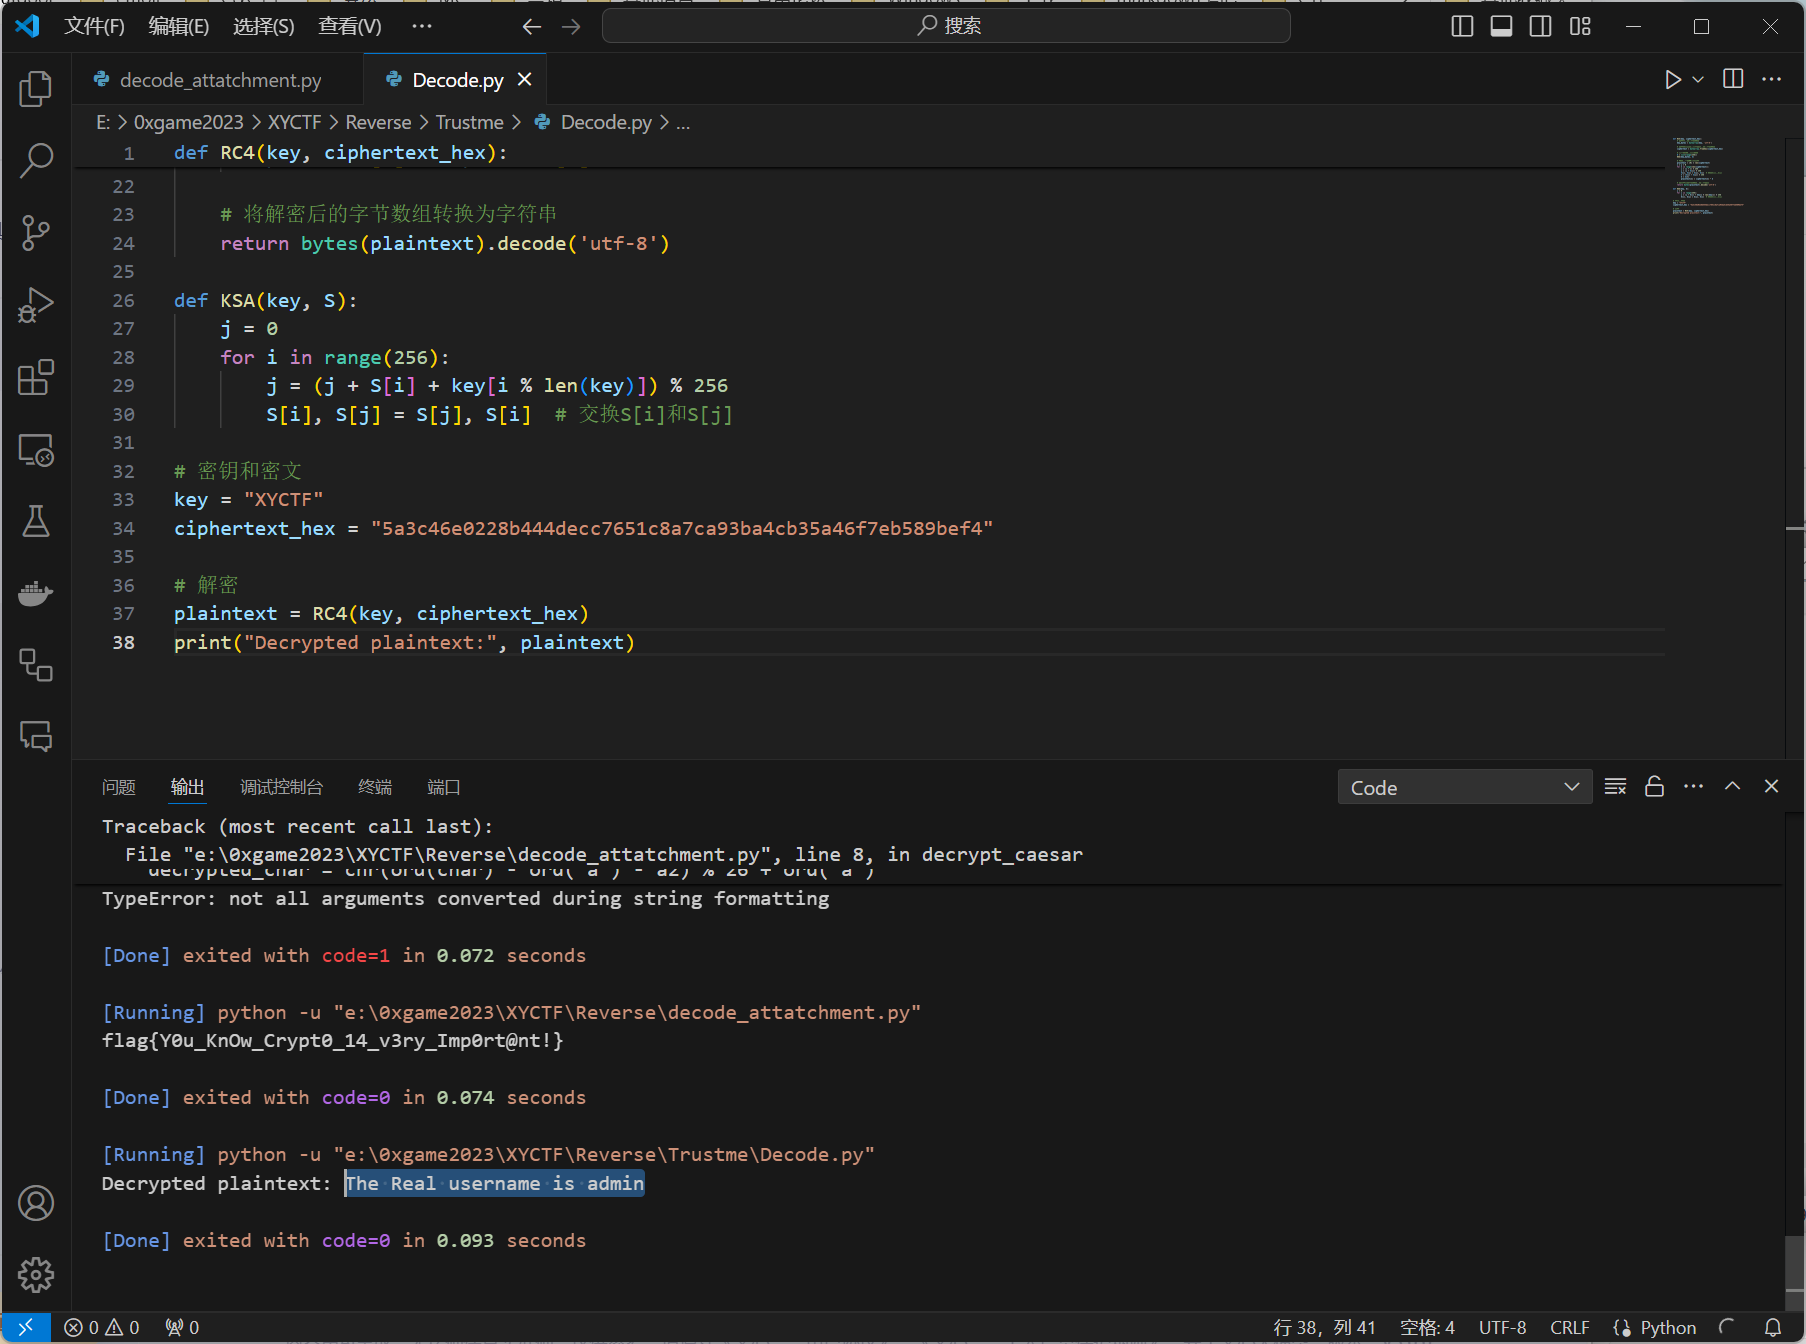 文件(F) 编辑(E) 选择(S) 查看(V) ··· 搜索
decode_attatchment.py Decode.py
E: > 0xgame2023 > XYCTF > Reverse > Trustme > Decode.py > ...
1 def RC4(key, ciphertext_hex):
22
23 # 将解密后的字节数组转换为字符串
24 return bytes(plaintext).decode('utf-8')
25
26 def KSA(key, S):
27 j = 0
28 for i in range(256):
29 j = (j + S[i] + key[i % len(key)]) % 256
30 S[i], S[j] = S[j], S[i] # 交换S[i]和S[j]
31
32 # 密钥和密文
33 key = "XYCTF"
34 ciphertext_hex = "5a3c46e0228b444decc7651c8a7ca93ba4cb35a46f7eb589bef4"
35
36 # 解密
37 plaintext = RC4(key, ciphertext_hex)
38 print("Decrypted plaintext:", plaintext)
问题 输出 调试控制台 终端 端口 Code
Traceback (most recent call last):
File "e:\0xgame2023\XYCTF\Reverse\decode_attatchment.py", line 8, in decrypt_caesar
decrypted_char = chr(ord(char) - ord('a') - a2) % 26 + ord('a')
TypeError: not all arguments converted during string formatting
[Done] exited with code=1 in 0.072 seconds
[Running] python -u "e:\0xgame2023\XYCTF\Reverse\decode_attatchment.py"
flag{Y0u_KnOw_Crypt0_14_v3ry_Imp0rt@nt!}
[Done] exited with code=0 in 0.074 seconds
[Running] python -u "e:\0xgame2023\XYCTF\Reverse\Trustme\Decode.py"
Decrypted plaintext: The Real username is admin
[Done] exited with code=0 in 0.093 seconds
0 0 0 行 38，列 41 空格: 4 UTF-8 CRLF Python